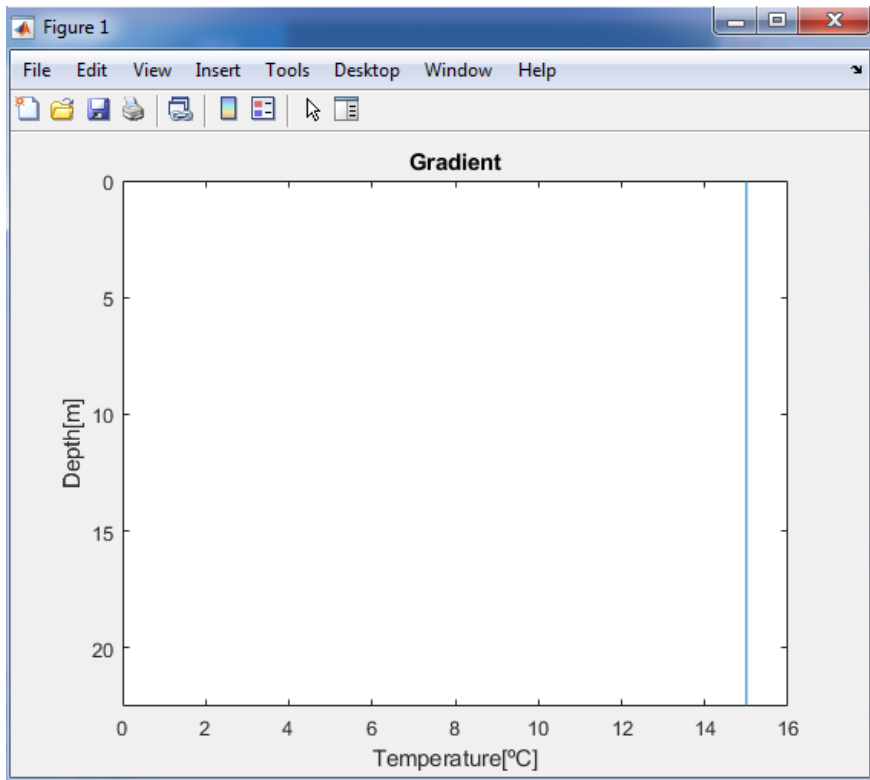 Figure 1
File Edit View Insert Tools Desktop Window Help
Gradient
0
5
10
15
20
Depth[m]
0 2 4 6 8 10 12 14 16
Temperature[ºC]